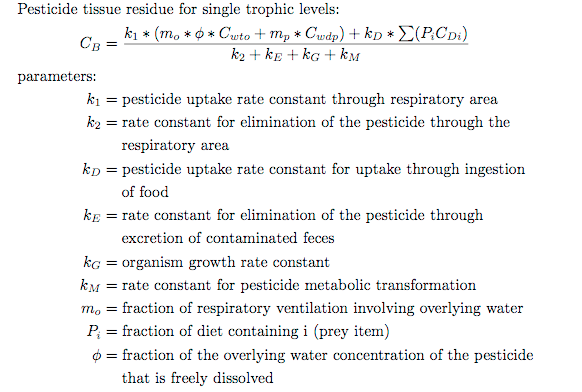 Pesticide tissue residue for single trophic levels:
C_B = \frac{k_1 * (m_o * \phi * C_{wto} + m_p * C_{wdp}) + k_D * \sum(P_i C_{Di})}{k_2 + k_E + k_G + k_M}
parameters:
k_1 = pesticide uptake rate constant through respiratory area
k_2 = rate constant for elimination of the pesticide through the
respiratory area
k_D = pesticide uptake rate constant for uptake through ingestion
of food
k_E = rate constant for elimination of the pesticide through
excretion of contaminated feces
k_G = organism growth rate constant
k_M = rate constant for pesticide metabolic transformation
m_o = fraction of respiratory ventilation involving overlying water
P_i = fraction of diet containing i (prey item)
ϕ = fraction of the overlying water concentration of the pesticide
that is freely dissolved